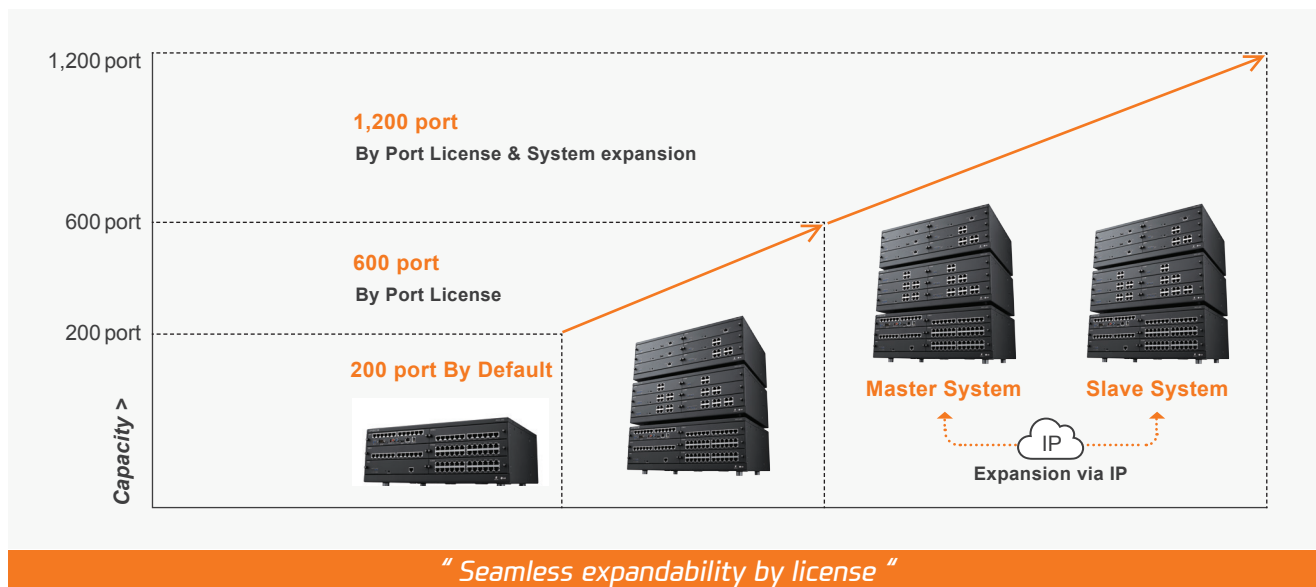 1,200 port
1,200 port
By Port License & System expansion
600 port
600 port
By Port License
200 port
200 port By Default
Master System
Slave System
IP
Expansion via IP
Capacity >
" Seamless expandability by license "